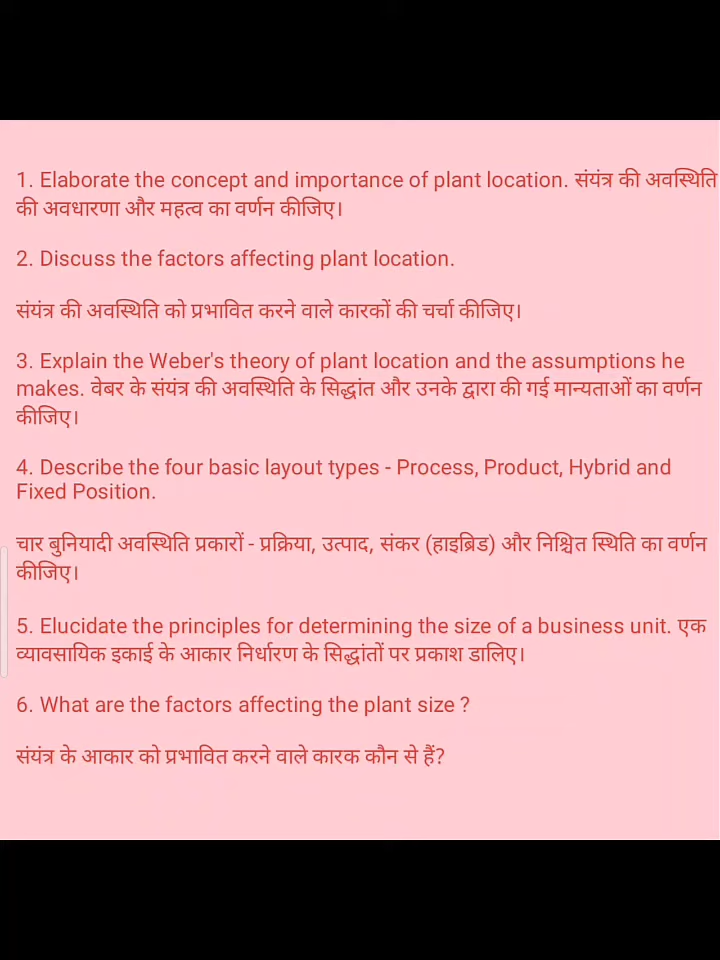 1. Elaborate the concept and importance of plant location. संयंत्र की अवस्थिति
की अवधारणा और महत्व का वर्णन कीजिए।
2. Discuss the factors affecting plant location.
संयंत्र की अवस्थिति को प्रभावित करने वाले कारकों की चर्चा कीजिए।
3. Explain the Weber's theory of plant location and the assumptions he
makes. वेबर के संयंत्र की अवस्थिति के सिद्धांत और उनके द्वारा की गई मान्यताओं का वर्णन
कीजिए।
4. Describe the four basic layout types - Process, Product, Hybrid and
Fixed Position.
चार बुनियादी अवस्थिति प्रकारों - प्रक्रिया, उत्पाद, संकर (हाइब्रिड) और निश्चित स्थिति का वर्णन
कीजिए।
5. Elucidate the principles for determining the size of a business unit. एक
व्यावसायिक इकाई के आकार निर्धारण के सिद्धांतों पर प्रकाश डालिए।
6. What are the factors affecting the plant size ?
संयंत्र के आकार को प्रभावित करने वाले कारक कौन से हैं?